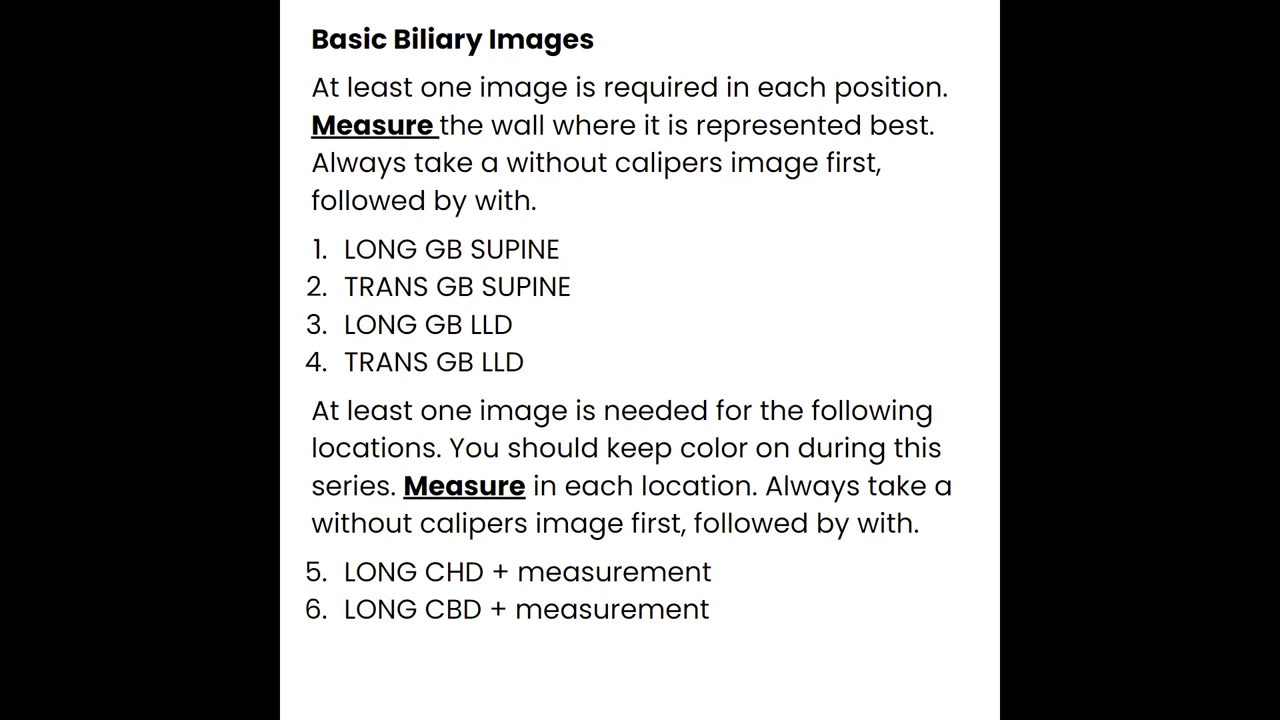 Basic Biliary Images
At least one image is required in each position.
Measure the wall where it is represented best.
Always take a without calipers image first,
followed by with.
1. LONG GB SUPINE
2. TRANS GB SUPINE
3. LONG GB LLD
4. TRANS GB LLD
At least one image is needed for the following
locations. You should keep color on during this
series. Measure in each location. Always take a
without calipers image first, followed by with.
5. LONG CHD + measurement
6. LONG CBD + measurement